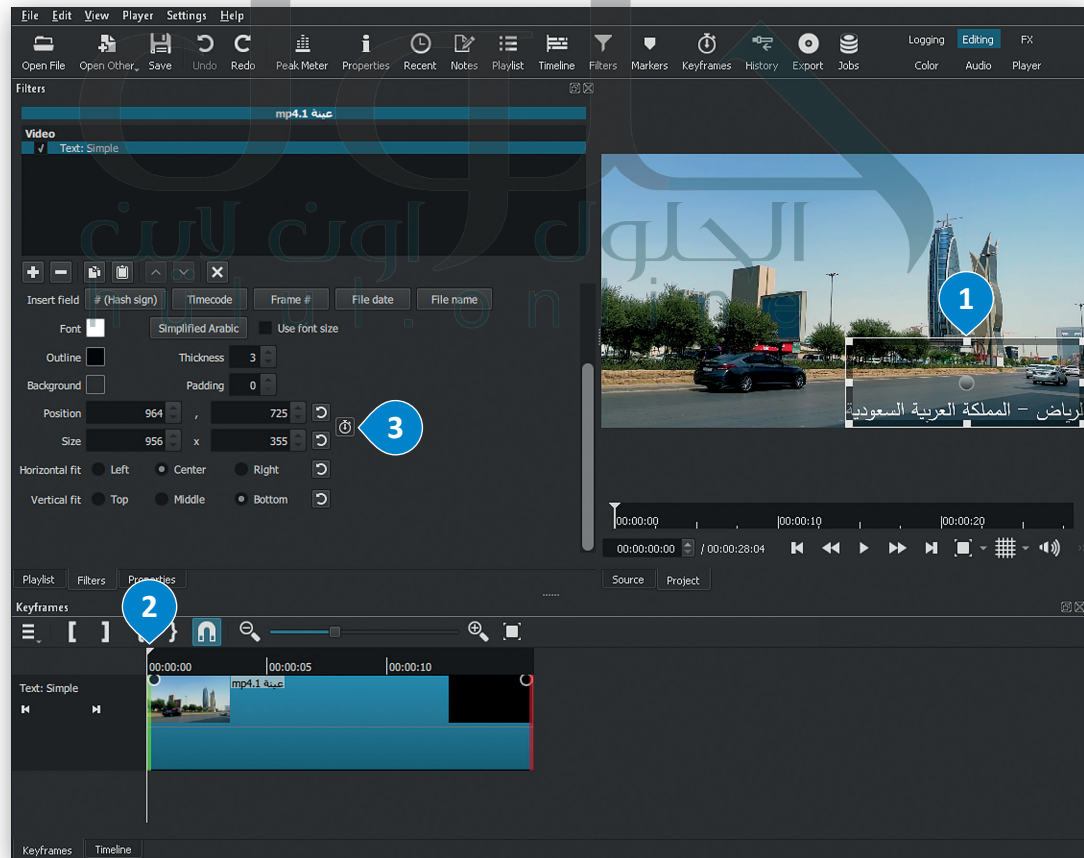 File Edit View Player Settings Help
Open File Open Other Save Undo Redo Peak Meter Properties Recent Notes Playlist Timeline Filters Markers Keyframes History Export Jobs
Logging Editing FX
Color Audio Player
Filters
عينة 1.mp4
Video
Text: Simple
الحلول اون لاين
Insert field # (Hash sign) Timecode Frame # File date File name
hulul.online
Font Simplified Arabic Use font size
Outline Thickness 3
Background Padding 0
Position 964 , 725
Size 956 x 355
3
Horizontal fit Left Center Right
Vertical fit Top Middle Bottom
1
الرياض - المملكة العربية السعودية
00:00:00 00:00:10 00:00:20
00:00:00:00 / 00:00:28:04
Playlist Filters Properties
Source Project
Keyframes
2
00:00:00 00:00:05 00:00:10
Text: Simple
عينة 1.mp4
Keyframes Timeline